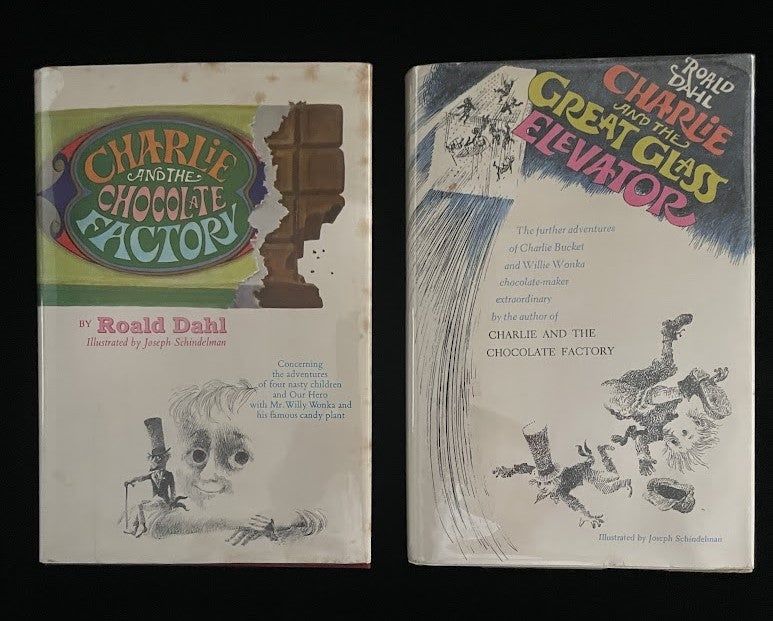 CHARLIE
AND THE
CHOCOLATE
FACTORY
BY Roald Dahl
Illustrated by Joseph Schindelman
Concerning
the adventures
of four nasty children
and Our Hero
with Mr. Willy Wonka and
his famous candy plant
ROALD
DAHL
CHARLIE
AND THE
GREAT GLASS
ELEVATOR
The further adventures
of Charlie Bucket
and Willie Wonka
chocolate-maker
extraordinary
by the author of
CHARLIE AND THE
CHOCOLATE FACTORY
Illustrated by Joseph Schindelman